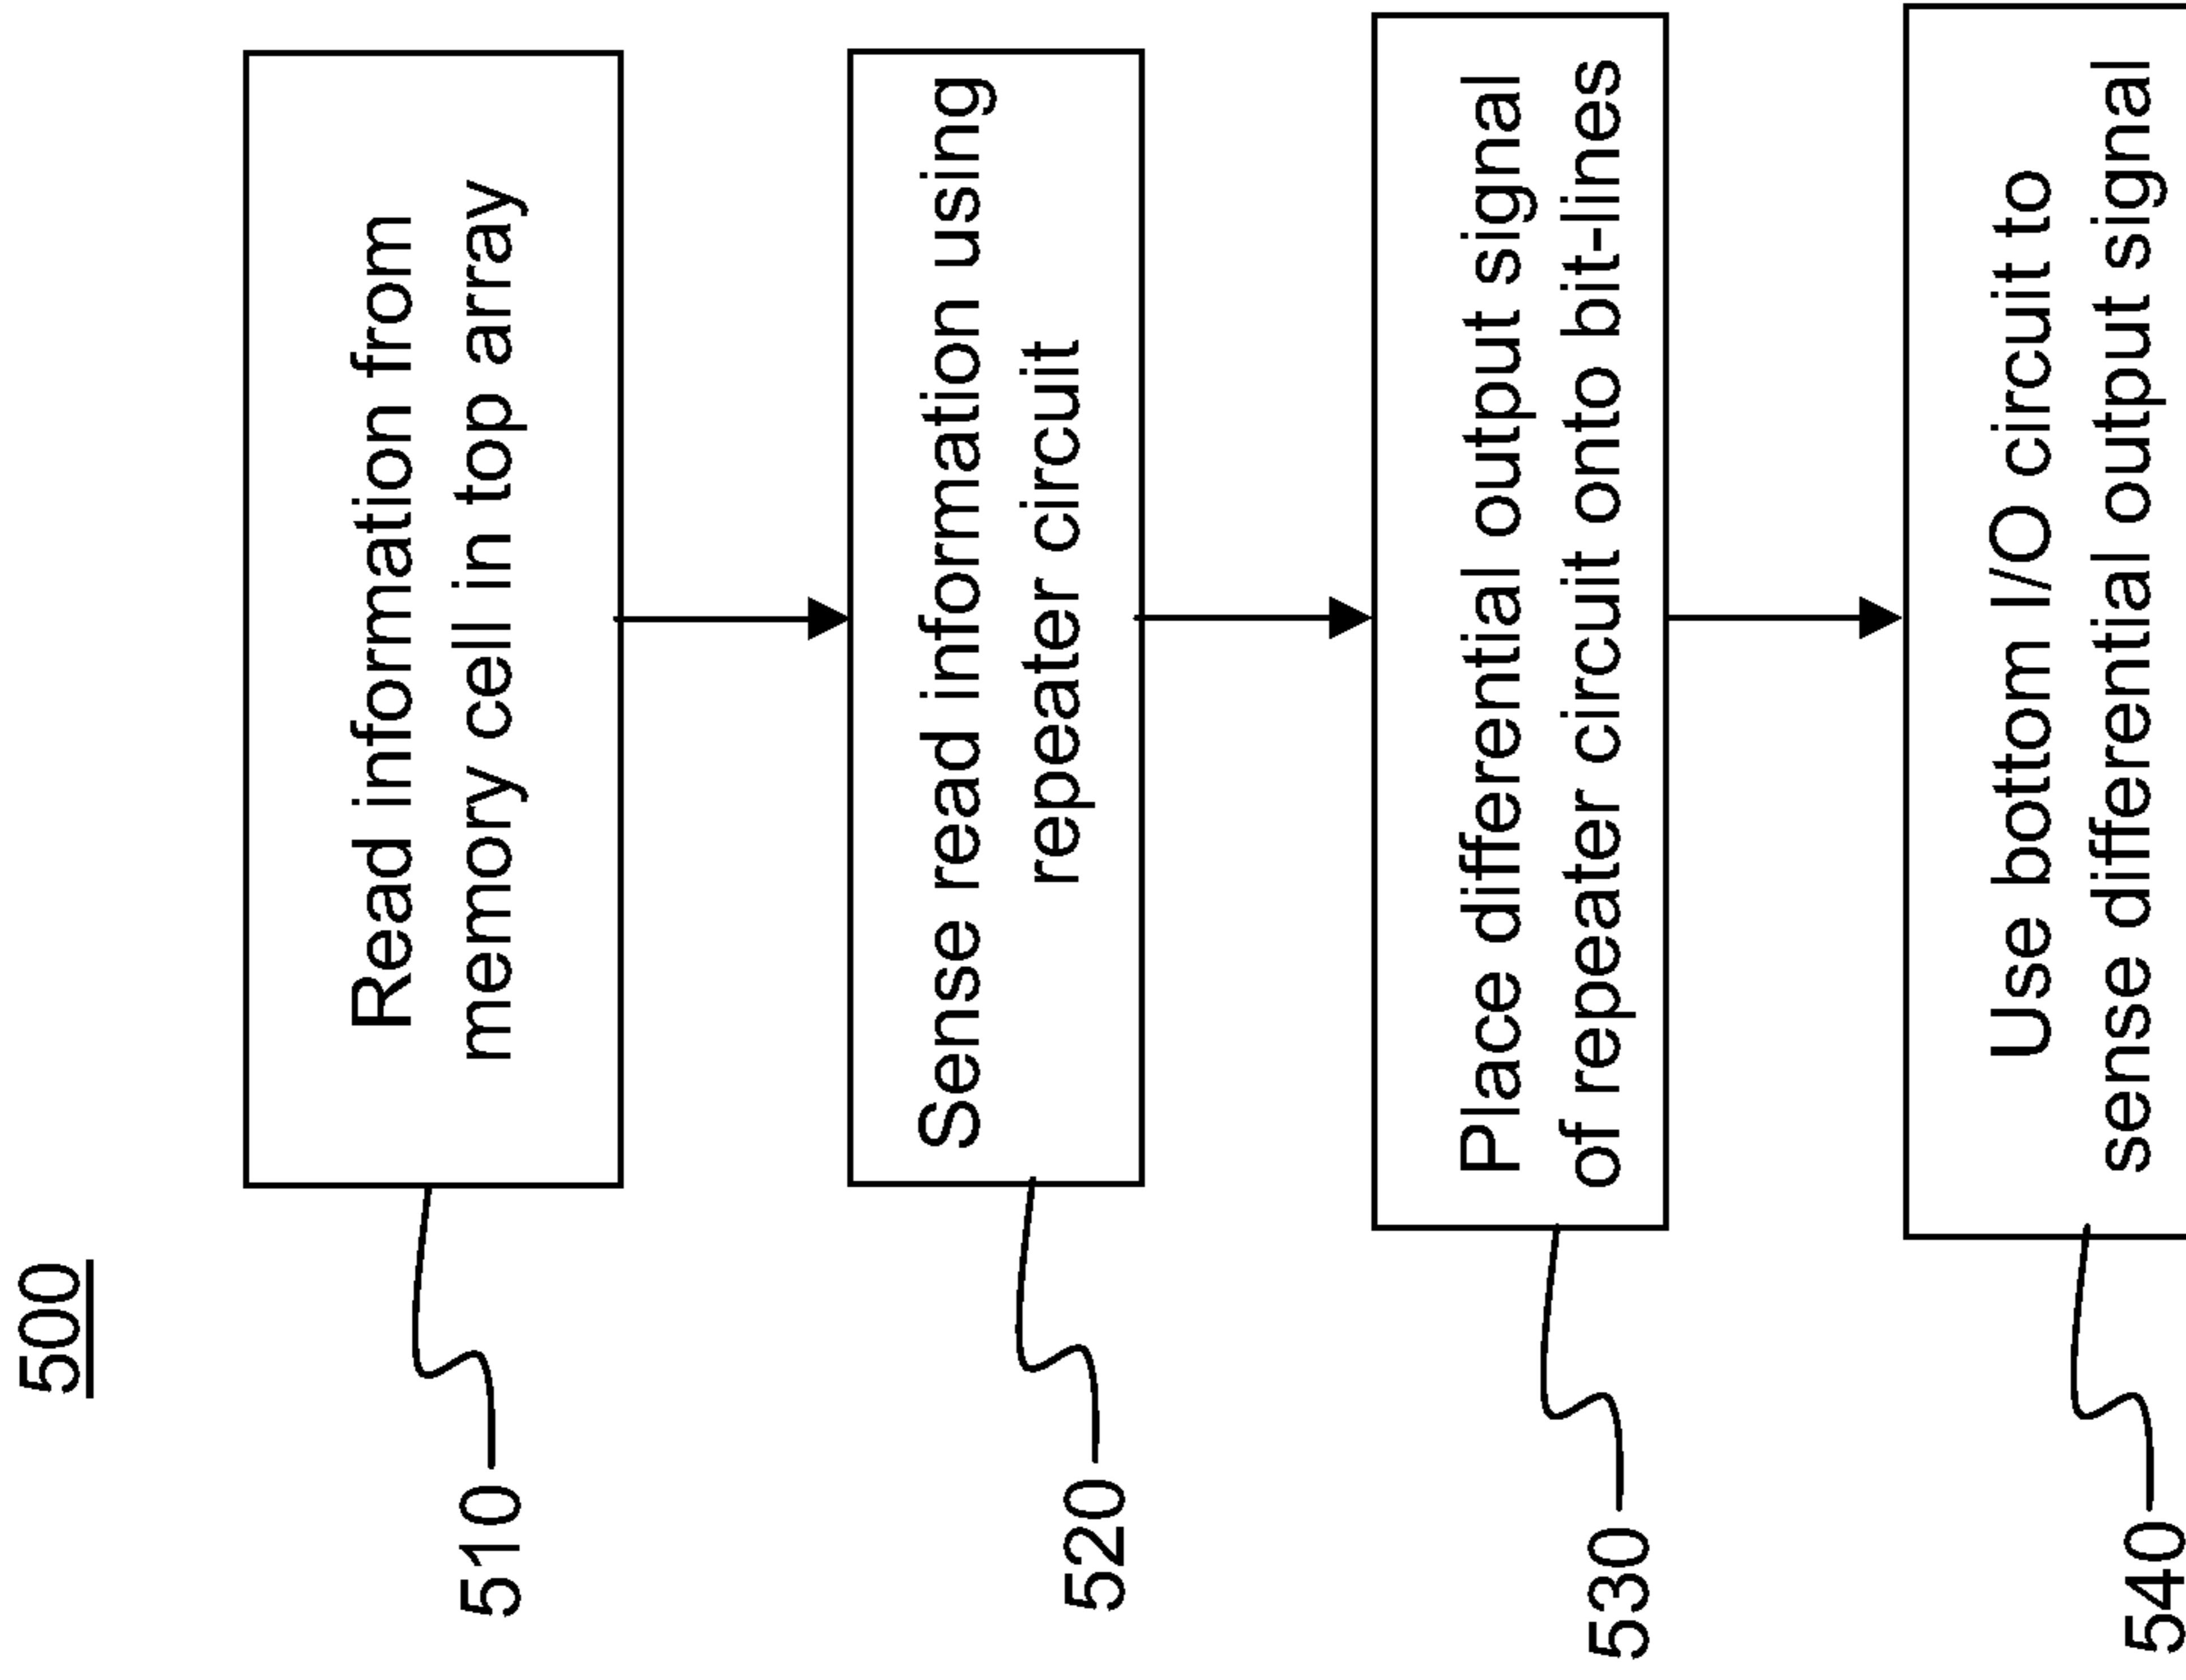 500
510
Read information from
memory cell in top array
520
Sense read information using
repeater circuit
530
Place differential output signal
of repeater circuit onto bit-lines
540
Use bottom I/O circuit to
sense differential output signal